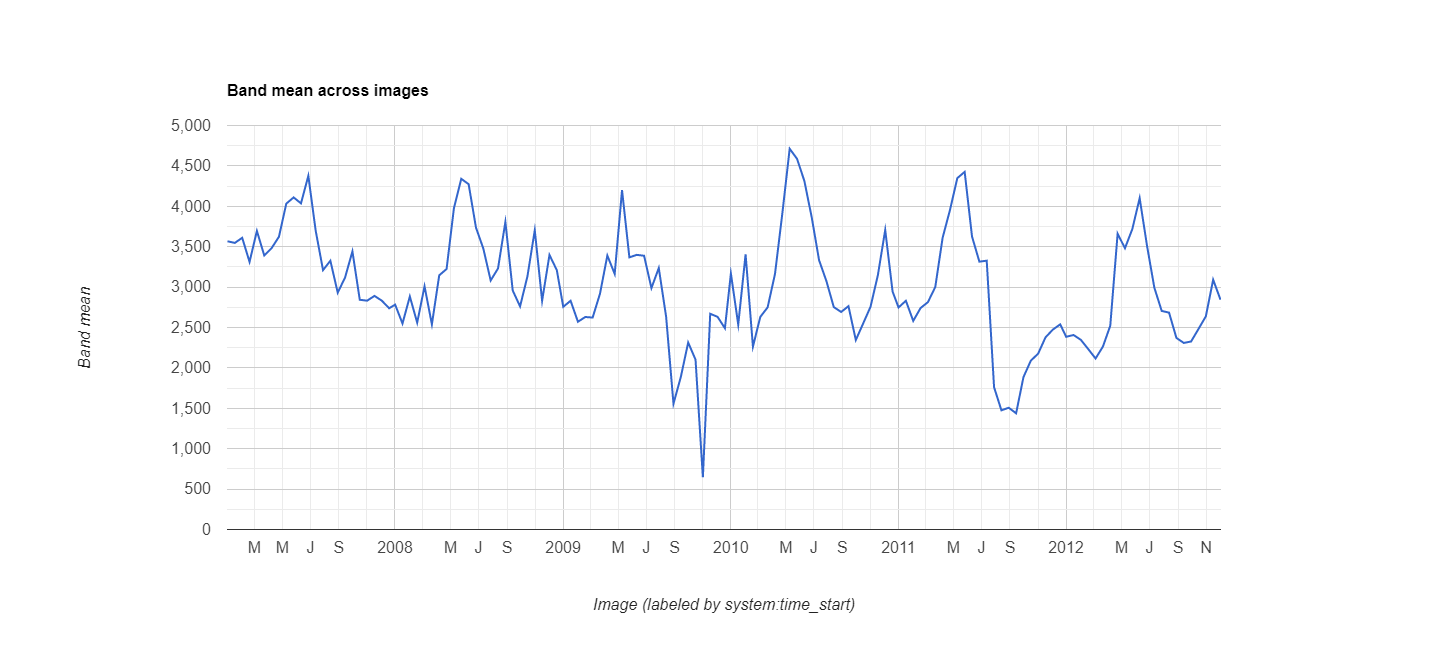 Band mean across images
5,000
4,500
4,000
3,500
3,000
2,500
2,000
1,500
1,000
500
0
Band mean
M M J S 2008 M J S 2009 M J S 2010 M J S 2011 M J S 2012 M J S N
Image (labeled by system:time_start)